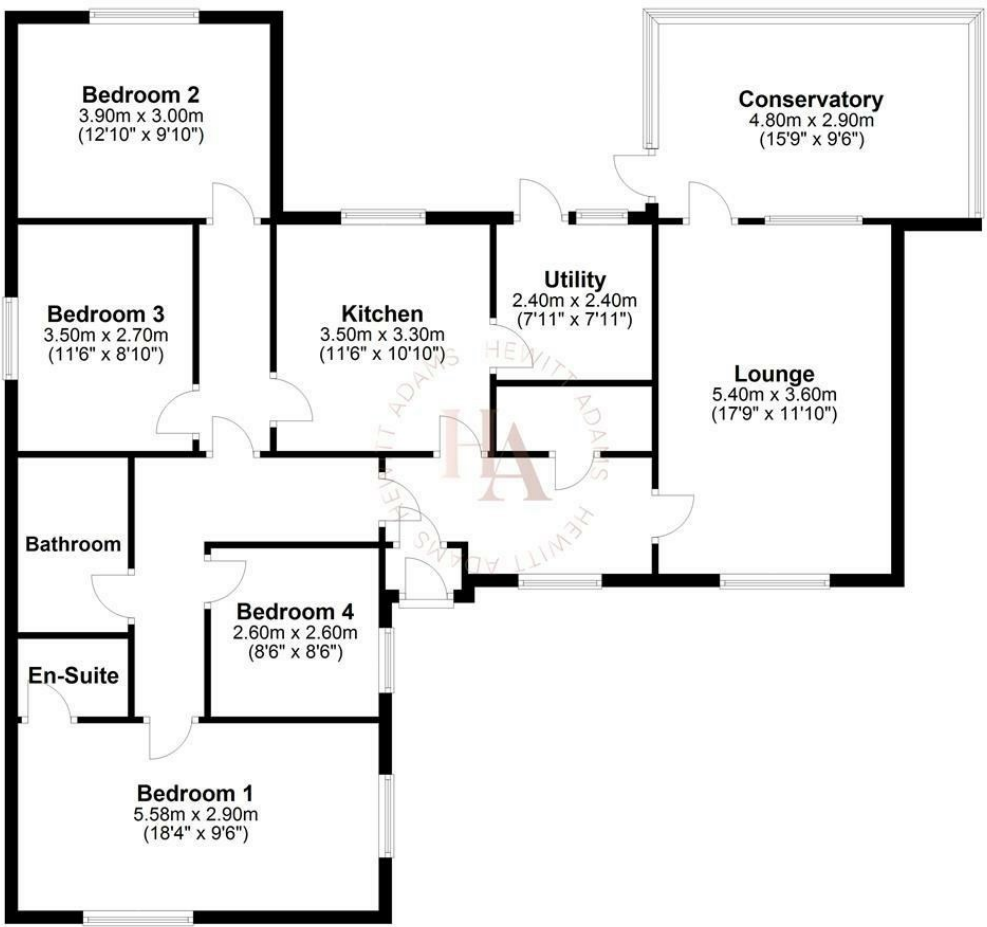 Bedroom 2
3.90m x 3.00m
(12'10" x 9'10")
Conservatory
4.80m x 2.90m
(15'9" x 9'6")
Bedroom 3
3.50m x 2.70m
(11'6" x 8'10")
Kitchen
3.50m x 3.30m
(11'6" x 10'10")
Utility
2.40m x 2.40m
(7'11" x 7'11")
Lounge
5.40m x 3.60m
(17'9" x 11'10")
HEWITT ADAMS HEWITT ADAMS HEWITT ADAMS
HA
Bathroom
Bedroom 4
2.60m x 2.60m
(8'6" x 8'6")
En-Suite
Bedroom 1
5.58m x 2.90m
(18'4" x 9'6")